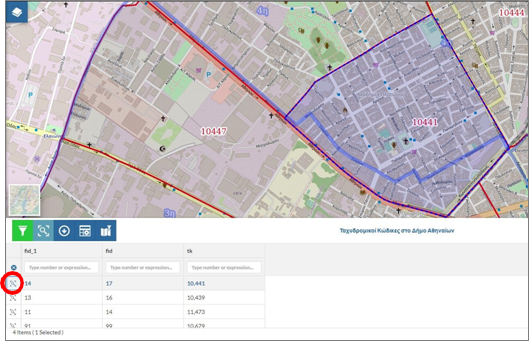 4η
10444
P
P
10447
10441
3η
Ταχυδρομικοί Κώδικες στο Δήμο Αθηναίων
fid_1 fid tk
Type number or expression... Type number or expression... Type number or expression...
14 17 10,441
13 16 10,439
11 14 11,473
91 99 10,679
4 Items ( 1 Selected )